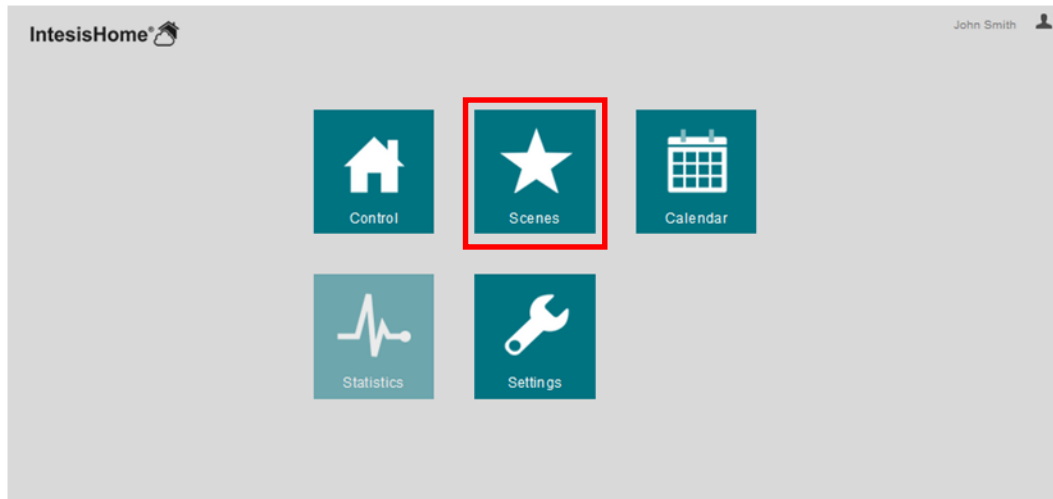 IntesisHome®
John Smith
Control
Scenes
Calendar
Statistics
Settings